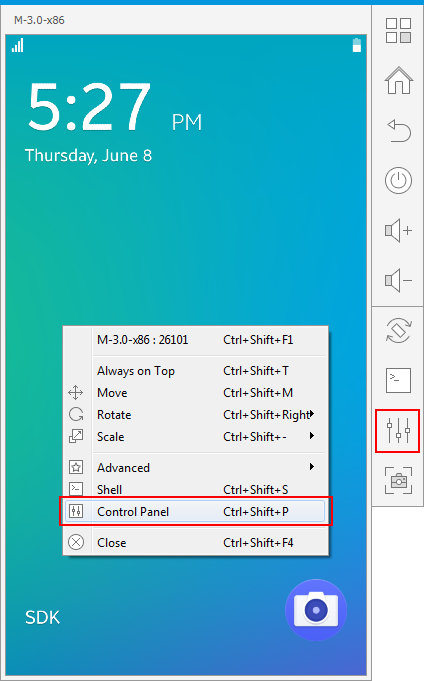 M-3.0-x86
5:27 PM
Thursday, June 8
M-3.0-x86 : 26101 Ctrl+Shift+F1
Always on Top Ctrl+Shift+T
Move Ctrl+Shift+M
Rotate Ctrl+Shift+Right
Scale Ctrl+Shift+-
Advanced
Shell Ctrl+Shift+S
Control Panel Ctrl+Shift+P
Close Ctrl+Shift+F4
SDK